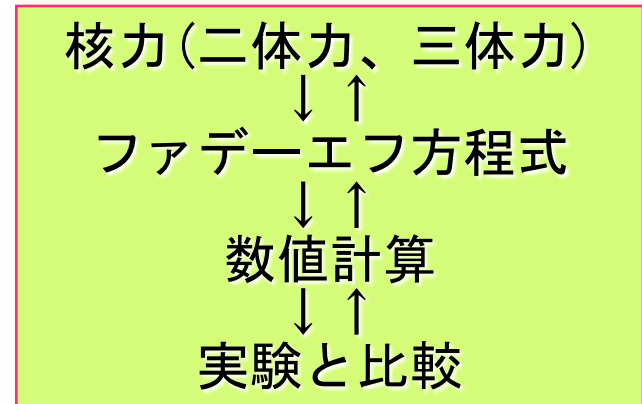 核力(二体力、三体力)
↓ ↑
ファデーエフ方程式
↓ ↑
数値計算
↓ ↑
実験と比較